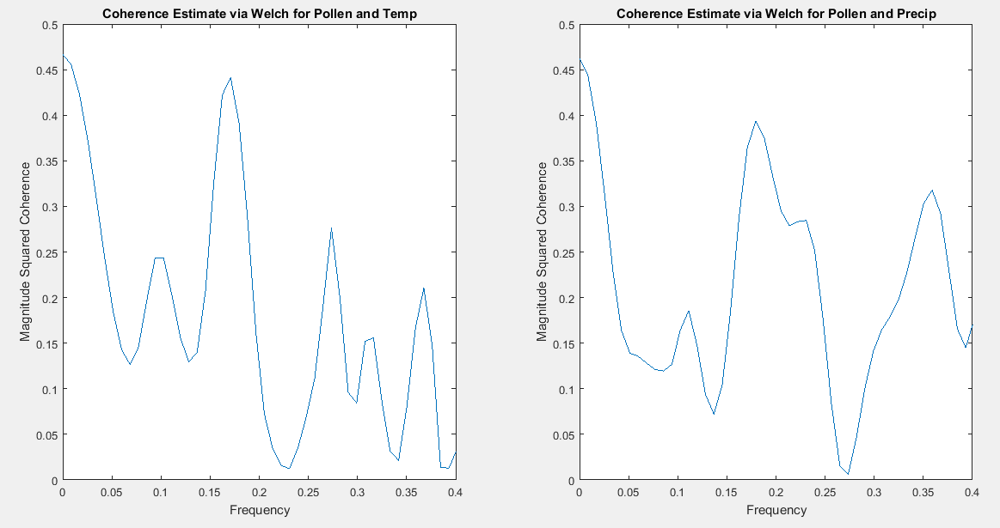 Coherence Estimate via Welch for Pollen and Temp
0.5
0.45
0.4
0.35
0.3
0.25
0.2
0.15
0.1
0.05
0
Magnitude Squared Coherence
0 0.05 0.1 0.15 0.2 0.25 0.3 0.35 0.4
Frequency
Coherence Estimate via Welch for Pollen and Precip
0.5
0.45
0.4
0.35
0.3
0.25
0.2
0.15
0.1
0.05
0
Magnitude Squared Coherence
0 0.05 0.1 0.15 0.2 0.25 0.3 0.35 0.4
Frequency